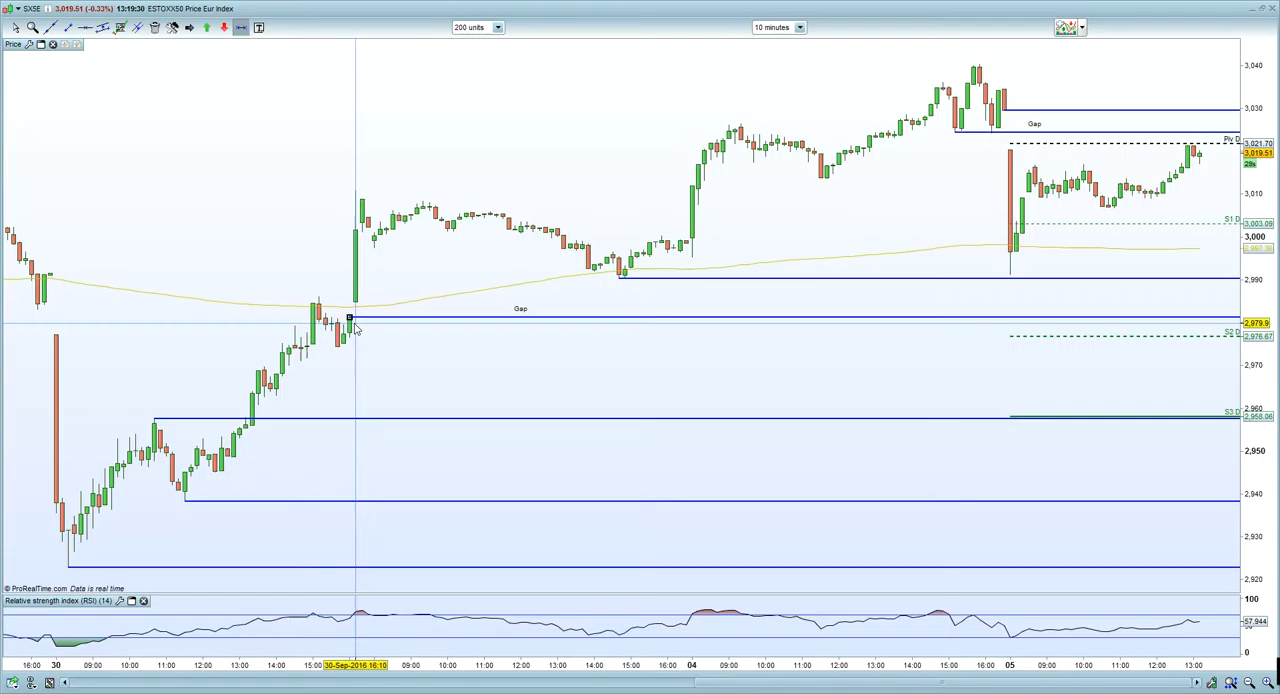 SX5E 3,019.51 (-0.33%) 13:19:30 ESTOXX50 Price Eur Index
200 units
10 minutes
Price
3,040
3,030
Gap
Piv D
3,021.70
3,019.51
29s
3,010
S1 D
3,003.09
3,000
2,997.36
2,990
Gap
2,979.9
S2 D
2,976.67
2,970
2,960
S3 D
2,958.06
2,950
2,940
2,930
2,920
© ProRealTime.com Data is real time
Relative strength index (RSI) (14)
100
57.944
0
16:00 30 09:00 10:00 11:00 12:00 13:00 14:00 15:00 30-Sep-2016 16:10 09:00 10:00 11:00 12:00 13:00 14:00 15:00 16:00 04 09:00 10:00 11:00 12:00 13:00 14:00 15:00 16:00 05 09:00 10:00 11:00 12:00 13:00